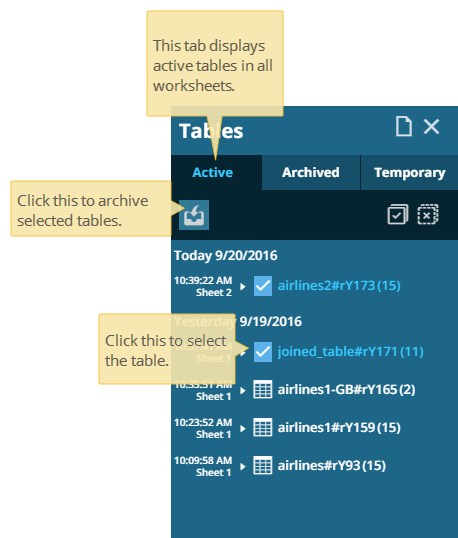 This tab displays
active tables in all
worksheets.
Tables
Active Archived Temporary
Click this to archive
selected tables.
Today 9/20/2016
10:39:22 AM
Sheet 2
airlines2#rY173 (15)
Yesterday 9/19/2016
Click this to select
the table.
Sheet 1
joined_table#rY171 (11)
Sheet 1
airlines1-GB#rY165 (2)
10:23:52 AM
Sheet 1
airlines1#rY159 (15)
10:09:58 AM
Sheet 1
airlines#rY93 (15)